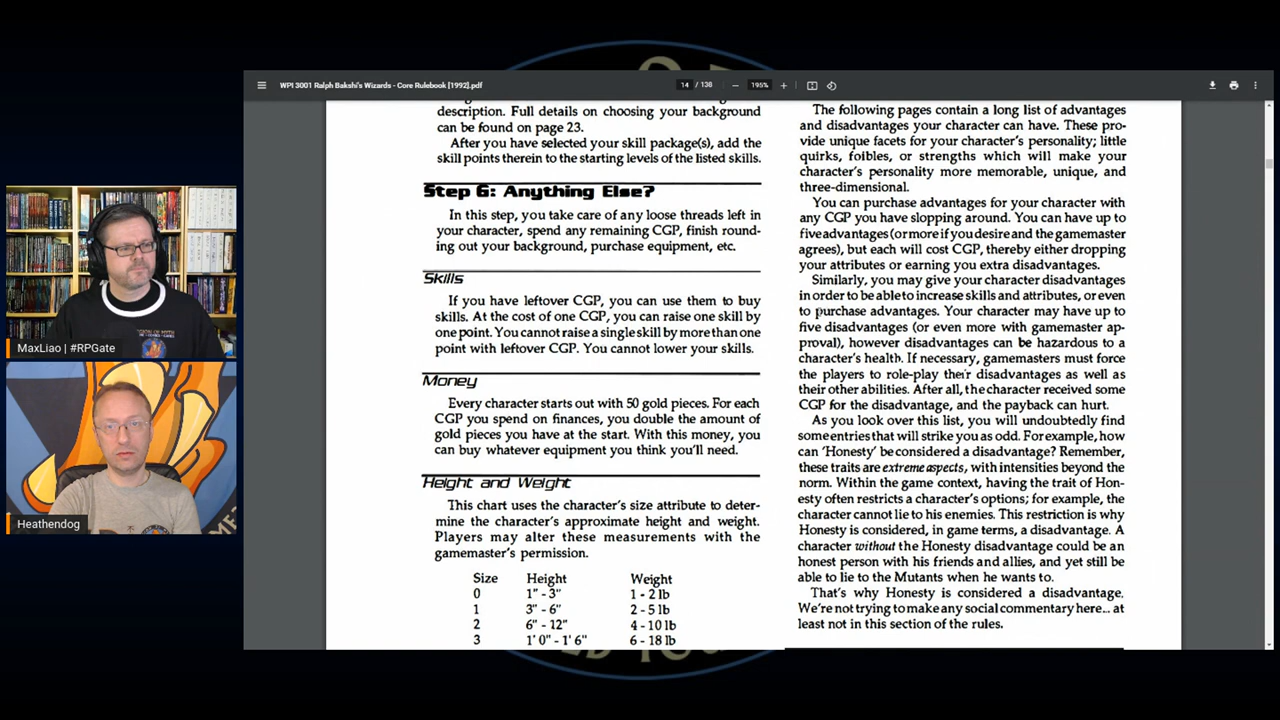 WPI 3001 Ralph Bakshi's Wizards - Core Rulebook [1992].pdf
14 / 138
195%
description. Full details on choosing your background
can be found on page 23.
After you have selected your skill package(s), add the
skill points therein to the starting levels of the listed skills.
Step 6: Anything Else?
In this step, you take care of any loose threads left in
your character, spend any remaining CGP, finish round-
ing out your background, purchase equipment, etc.
Skills
If you have leftover CGP, you can use them to buy
skills. At the cost of one CGP, you can raise one skill by
one point. You cannot raise a single skill by more than one
point with leftover CGP. You cannot lower your skills.
Money
Every character starts out with 50 gold pieces. For each
CGP you spend on finances, you double the amount of
gold pieces you have at the start. With this money, you
can buy whatever equipment you think you'll need.
Height and Weight
This chart uses the character's size attribute to deter-
mine the character's approximate height and weight.
Players may alter these measurements with the
gamemaster's permission.
Size Height Weight
0 1" - 3" 1 - 2 lb
1 3" - 6" 2 - 5 lb
2 6" - 12" 4 - 10 lb
3 1' 0" - 1' 6" 6 - 18 lb
The following pages contain a long list of advantages
and disadvantages your character can have. These pro-
vide unique facets for your character's personality; little
quirks, foibles, or strengths which will make your
character's personality more memorable, unique, and
three-dimensional.
You can purchase advantages for your character with
any CGP you have slopping around. You can have up to
five advantages (or more if you desire and the gamemaster
agrees), but each will cost CGP, thereby either dropping
your attributes or earning you extra disadvantages.
Similarly, you may give your character disadvantages
in order to be able to increase skills and attributes, or even
to purchase advantages. Your character may have up to
five disadvantages (or even more with gamemaster ap-
proval), however disadvantages can be hazardous to a
character's health. If necessary, gamemasters must force
the players to role-play their disadvantages as well as
their other abilities. After all, the character received some
CGP for the disadvantage, and the payback can hurt.
As you look over this list, you will undoubtedly find
some entries that will strike you as odd. For example, how
can 'Honesty' be considered a disadvantage? Remember,
these traits are extreme aspects, with intensities beyond the
norm. Within the game context, having the trait of Hon-
esty often restricts a character's options; for example, the
character cannot lie to his enemies. This restriction is why
Honesty is considered, in game terms, a disadvantage. A
character without the Honesty disadvantage could be an
honest person with his friends and allies, and yet still be
able to lie to the Mutants when he wants to.
That's why Honesty is considered a disadvantage.
We're not trying to make any social commentary here... at
least not in this section of the rules.
MaxLiao | #RPGate
Heathendog